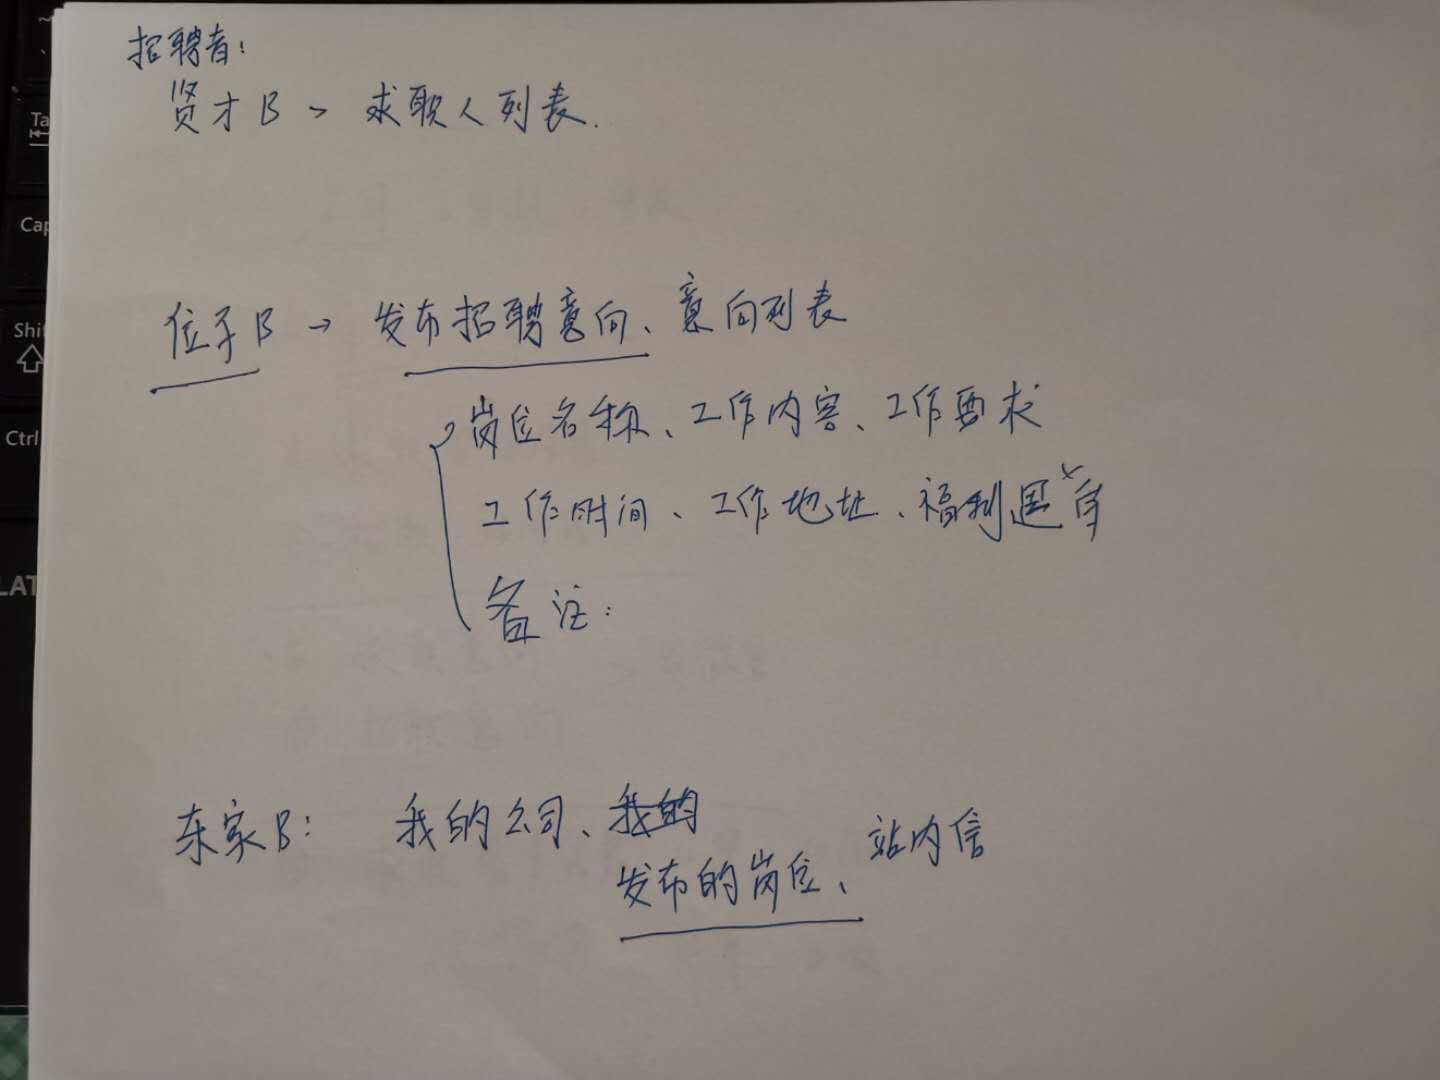 招聘者:
贤才B → 求职人列表.
位子B → 发布招聘意向、意向列表
岗位名称、工作内容、工作要求
工作时间、工作地址、福利
备注:
东家B: 我的公司、我的
发布的岗位、站内信
Cap
Shi
Ctrl
LAT
Ta